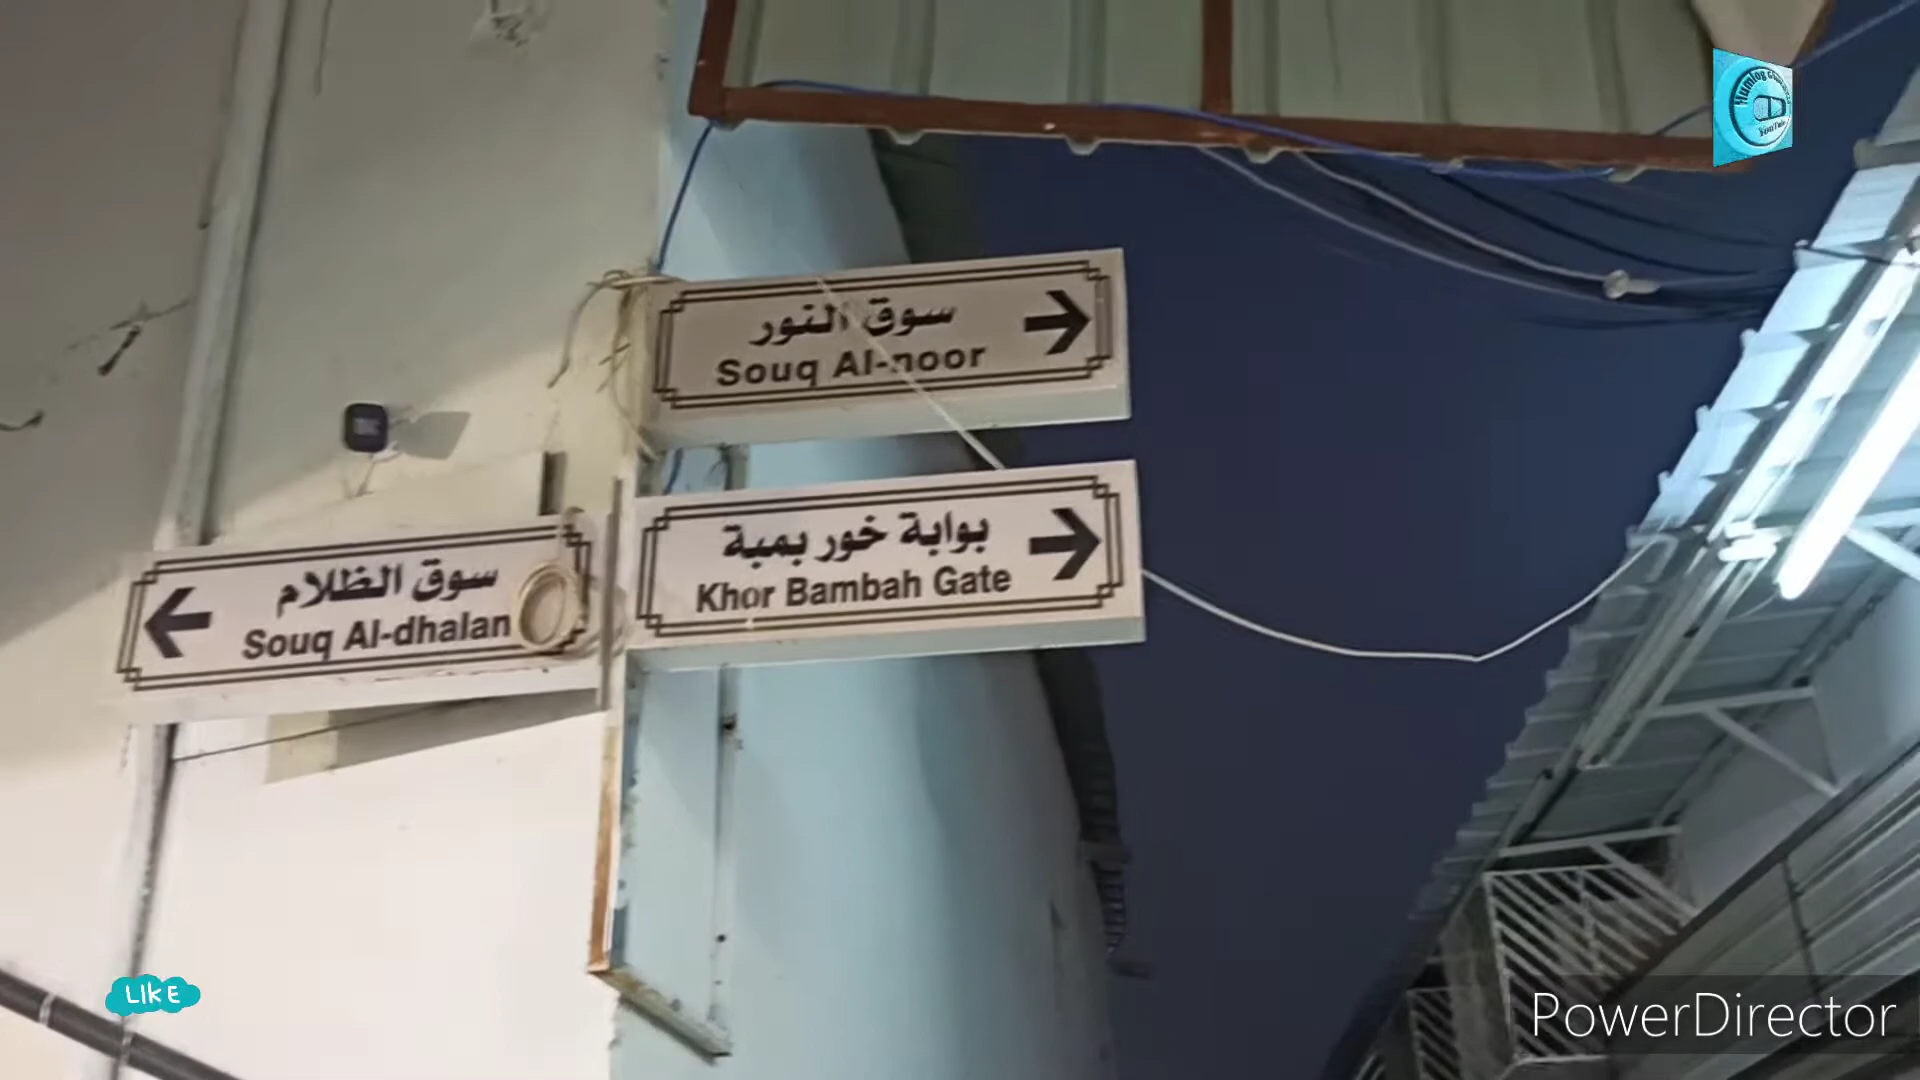 سوق النور
Souq Al-noor
بوابة خور بمبة
Khor Bambah Gate
سوق الظلام
Souq Al-dhalan
LIKE
PowerDirector